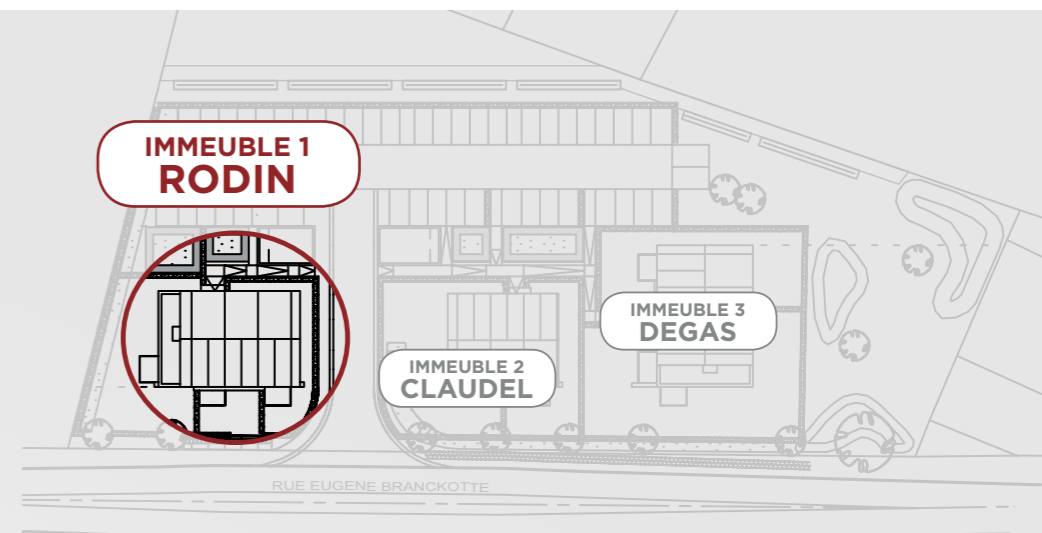 IMMEUBLE 1
RODIN
IMMEUBLE 2
CLAUDEL
IMMEUBLE 3
DEGAS
RUE EUGENE BRANCKOTTE